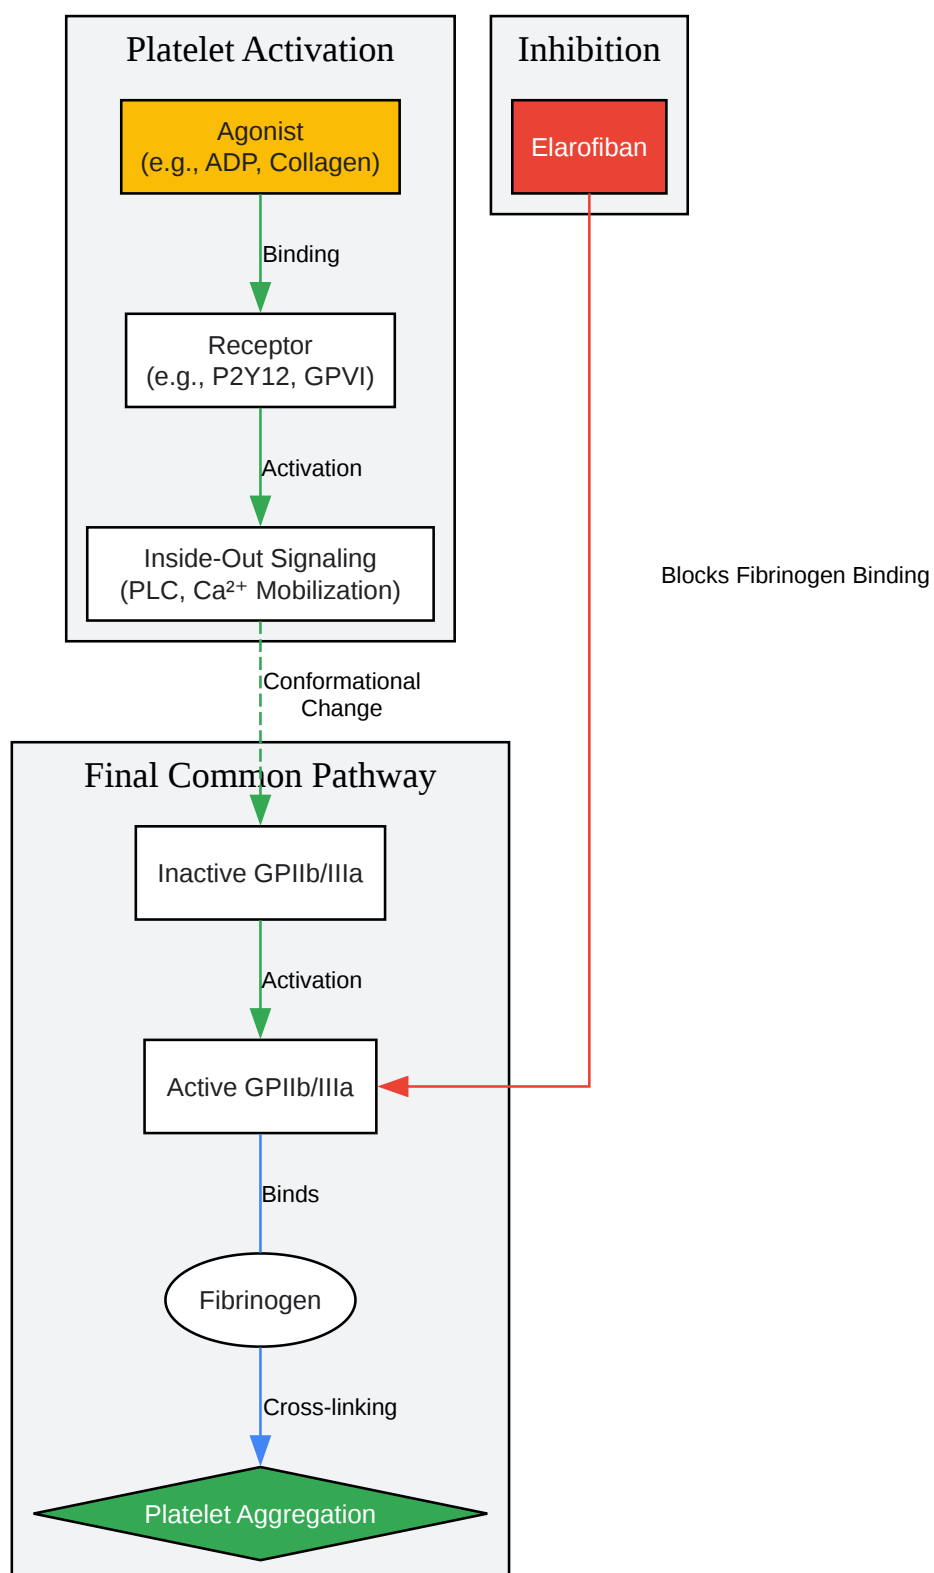 Platelet Activation
Agonist
(e.g., ADP, Collagen)
Binding
Receptor
(e.g., P2Y12, GPVI)
Activation
Inside-Out Signaling
(PLC, Ca²⁺ Mobilization)
Conformational
Change
Inhibition
Elarofiban
Blocks Fibrinogen Binding
Final Common Pathway
Inactive GPIIb/IIIa
Activation
Active GPIIb/IIIa
Binds
Fibrinogen
Cross-linking
Platelet Aggregation